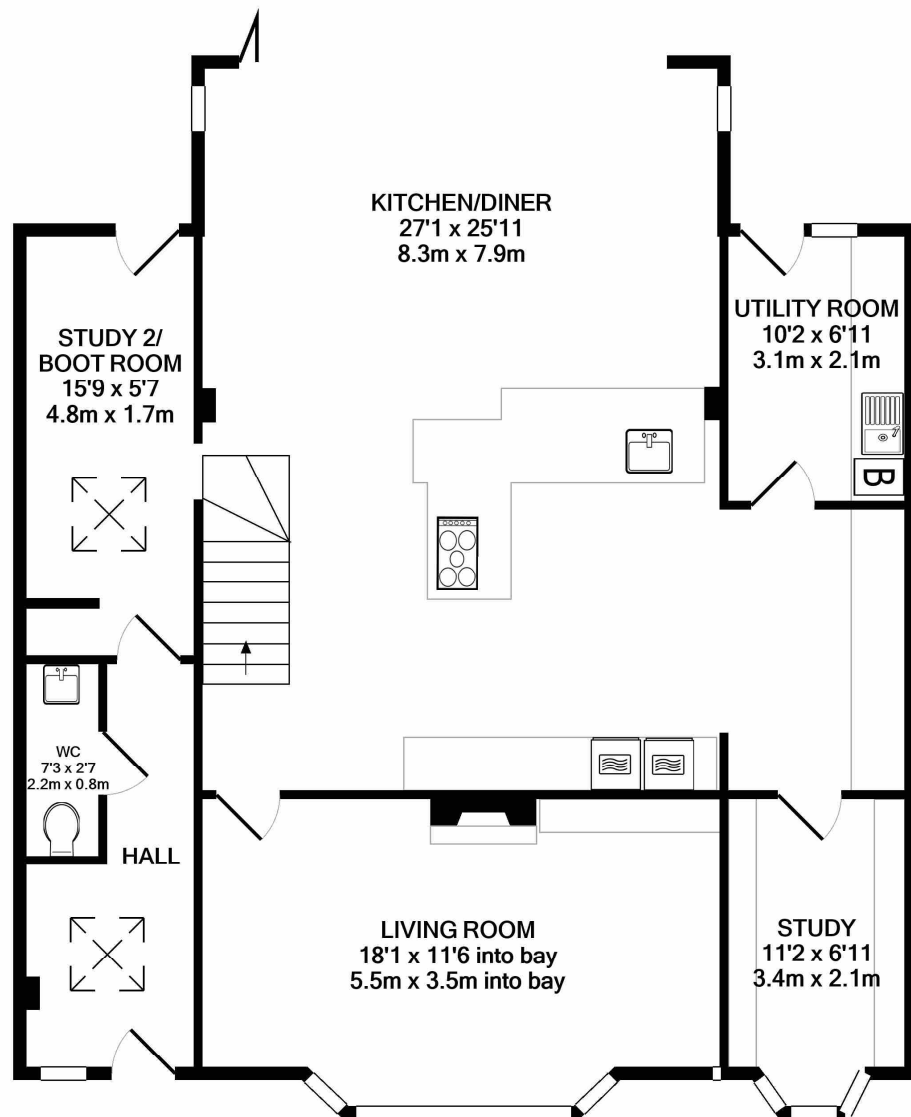 KITCHEN/DINER
27'1 x 25'11
8.3m x 7.9m
STUDY 2/
BOOT ROOM
15'9 x 5'7
4.8m x 1.7m
UTILITY ROOM
10'2 x 6'11
3.1m x 2.1m
B
WC
7'3 x 2'7
2.2m x 0.8m
HALL
LIVING ROOM
18'1 x 11'6 into bay
5.5m x 3.5m into bay
STUDY
11'2 x 6'11
3.4m x 2.1m